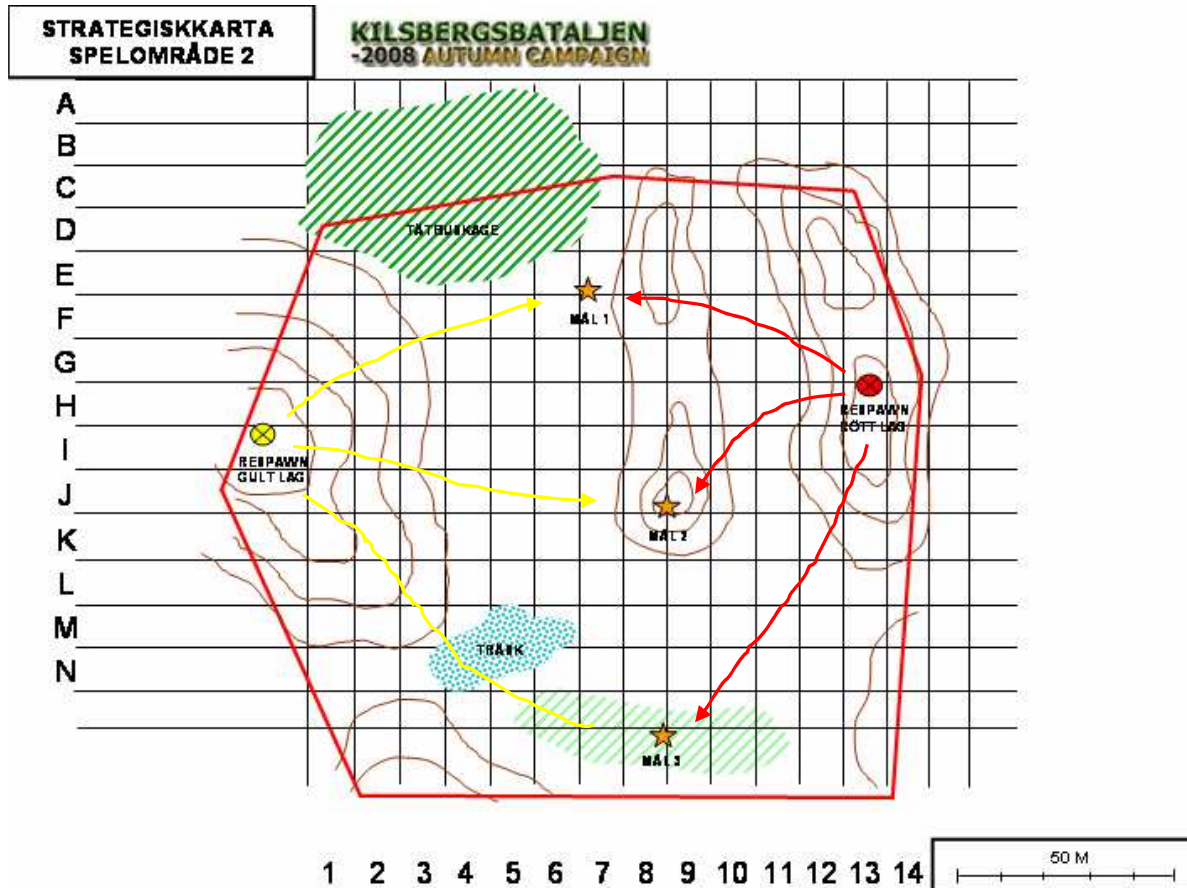 STRATEGISKKARTA
SPELOMRÅDE 2
KILSBERGSBATALJEN
-2008 AUTUMN CAMPAIGN
A
B
C
D
E
F
G
H
I
J
K
L
M
N
TÄTBUSKAGE
MÅL 1
RESPAWN
RÖTT LAG
RESPAWN
GULT LAG
MÅL 2
TRÄSK
MÅL 3
1 2 3 4 5 6 7 8 9 10 11 12 13 14
50 M